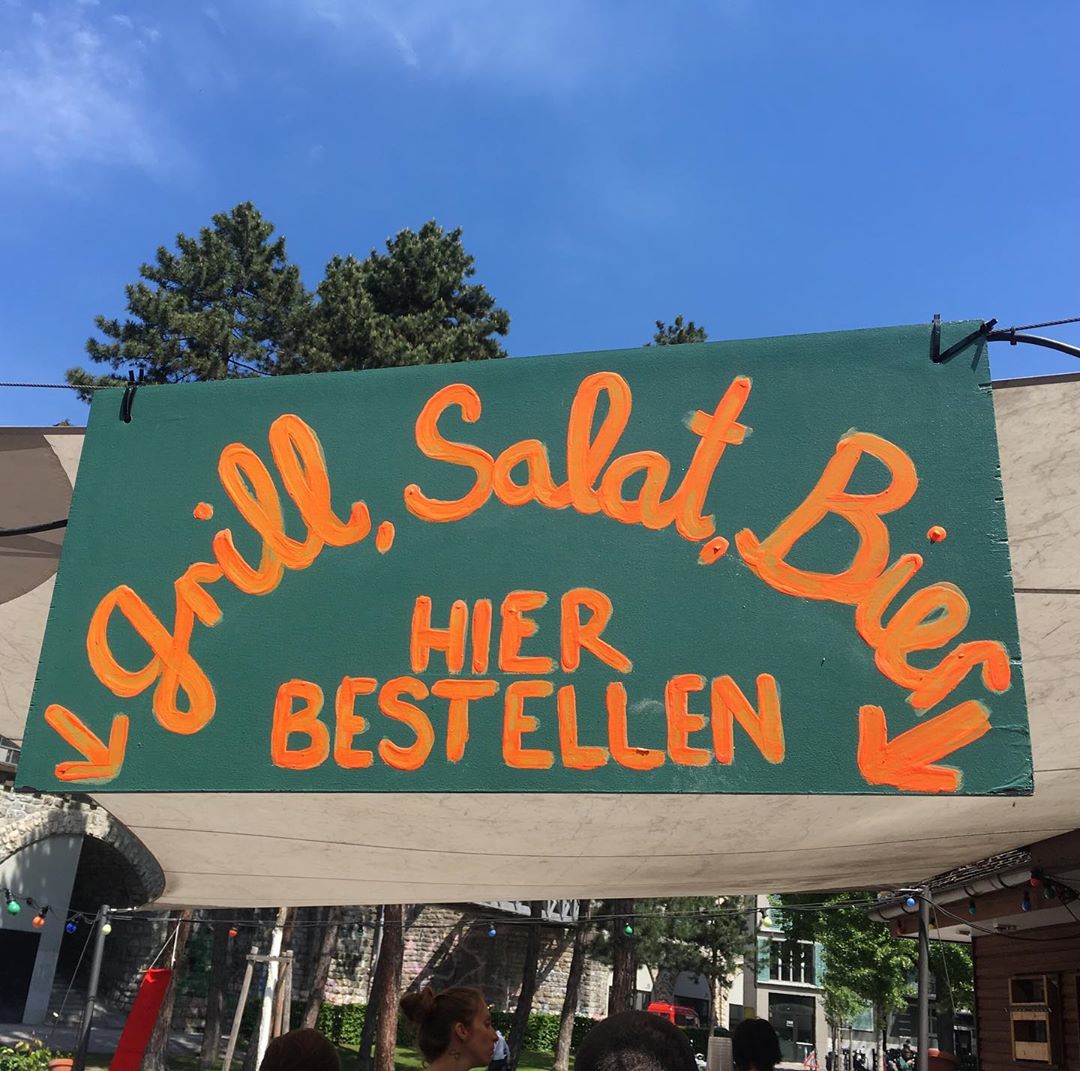 Grill, Salat, Bier
HIER
BESTELLEN